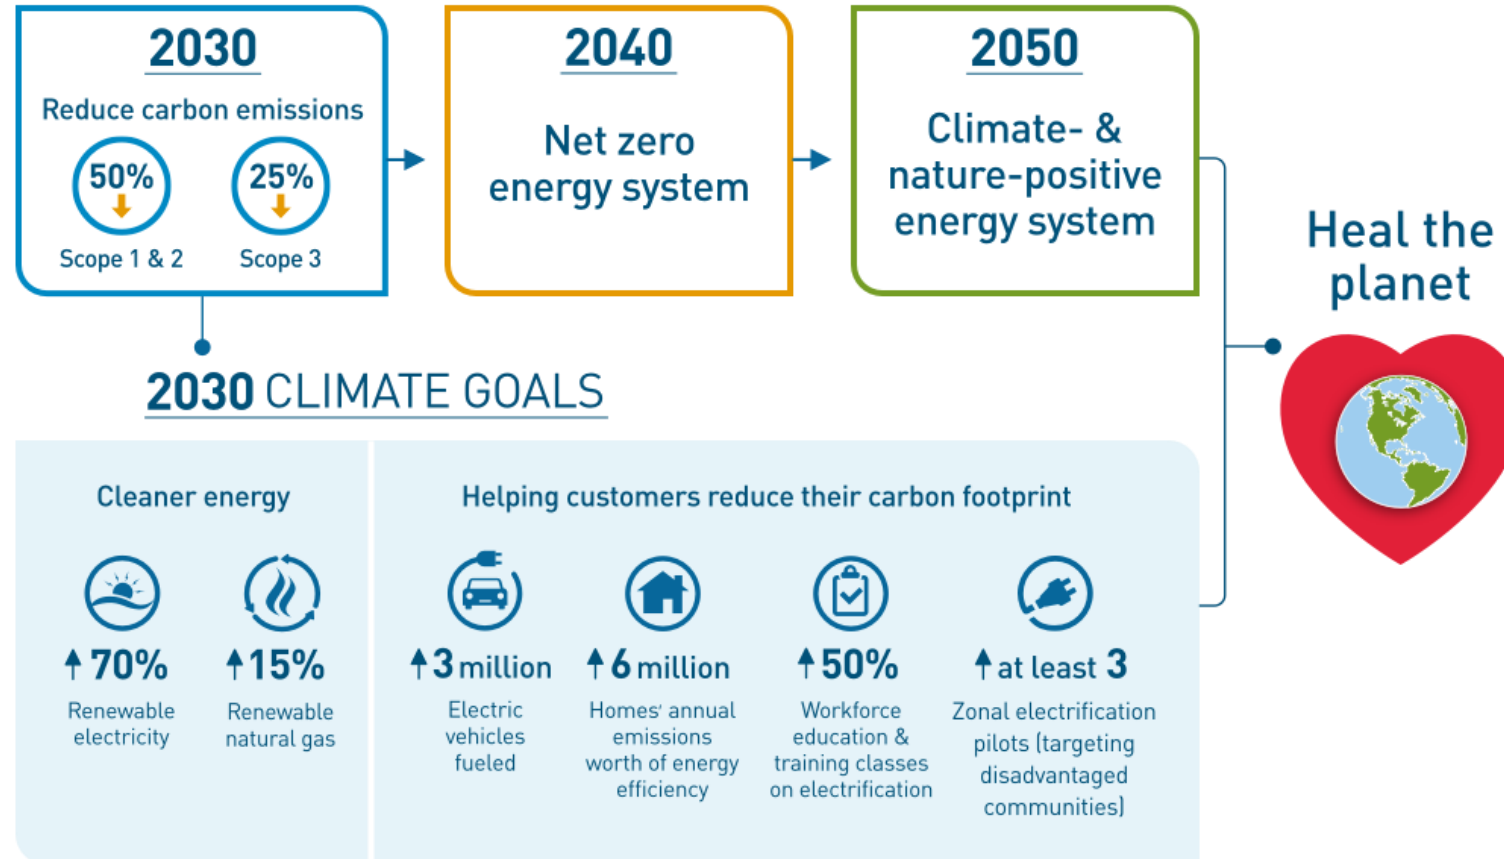 2030
Reduce carbon emissions
50%
Scope 1 & 2
25%
Scope 3
2040
Net zero
energy system
2050
Climate- &
nature-positive
energy system
Heal the
planet
2030 CLIMATE GOALS
Cleaner energy
70%
Renewable
electricity
15%
Renewable
natural gas
Helping customers reduce their carbon footprint
3 million
Electric
vehicles
fueled
6 million
Homes' annual
emissions
worth of energy
efficiency
50%
Workforce
education &
training classes
on electrification
at least 3
Zonal electrification
pilots (targeting
disadvantaged
communities)